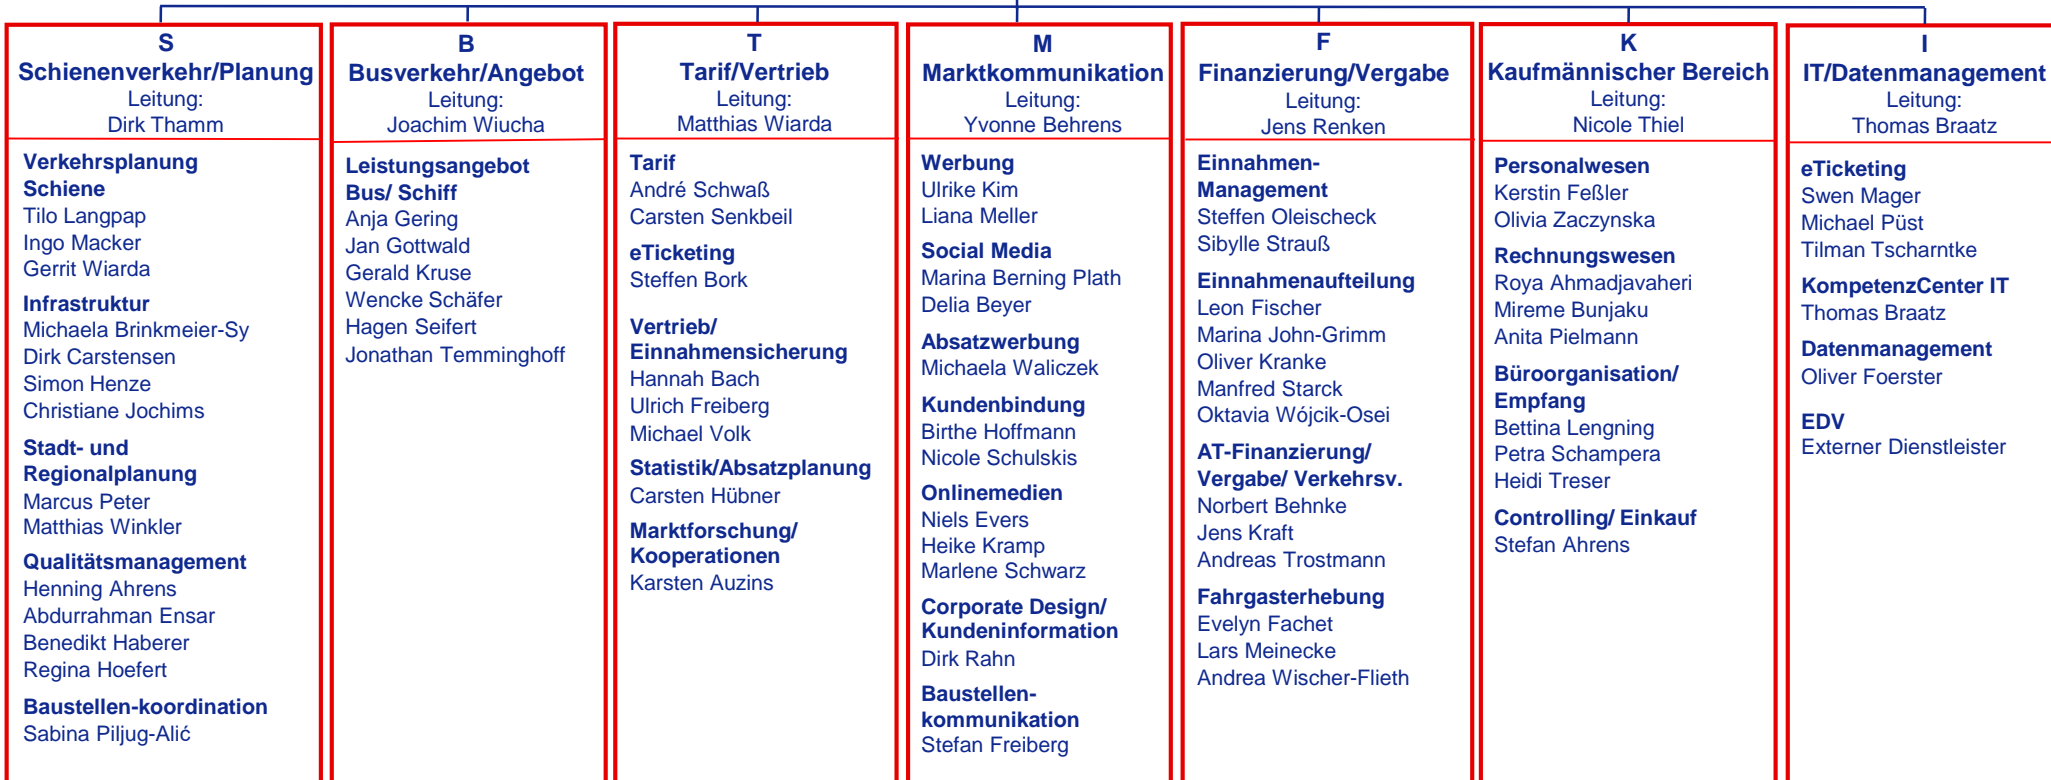 S
Schienenverkehr/Planung
Leitung:
Dirk Thamm
Verkehrsplanung
Schiene
Tilo Langpap
Ingo Macker
Gerrit Wiarda
Infrastruktur
Michaela Brinkmeier-Sy
Dirk Carstensen
Simon Henze
Christiane Jochims
Stadt- und
Regionalplanung
Marcus Peter
Matthias Winkler
Qualitätsmanagement
Henning Ahrens
Abdurrahman Ensar
Benedikt Haberer
Regina Hoefert
Baustellen-koordination
Sabina Piljug-Alić
B
Busverkehr/Angebot
Leitung:
Joachim Wiucha
Leistungsangebot
Bus/ Schiff
Anja Gering
Jan Gottwald
Gerald Kruse
Wencke Schäfer
Hagen Seifert
Jonathan Temminghoff
T
Tarif/Vertrieb
Leitung:
Matthias Wiarda
Tarif
André Schwaß
Carsten Senkbeil
eTicketing
Steffen Bork
Vertrieb/
Einnahmensicherung
Hannah Bach
Ulrich Freiberg
Michael Volk
Statistik/Absatzplanung
Carsten Hübner
Marktforschung/
Kooperationen
Karsten Auzins
M
Marktkommunikation
Leitung:
Yvonne Behrens
Werbung
Ulrike Kim
Liana Meller
Social Media
Marina Berning Plath
Delia Beyer
Absatzwerbung
Michaela Waliczek
Kundenbindung
Birthe Hoffmann
Nicole Schulskis
Onlinemedien
Niels Evers
Heike Kramp
Marlene Schwarz
Corporate Design/
Kundeninformation
Dirk Rahn
Baustellen-
kommunikation
Stefan Freiberg
F
Finanzierung/Vergabe
Leitung:
Jens Renken
Einnahmen-
Management
Steffen Oleischeck
Sibylle Strauß
Einnahmenaufteilung
Leon Fischer
Marina John-Grimm
Oliver Kranke
Manfred Starck
Oktavia Wójcik-Osei
AT-Finanzierung/
Vergabe/ Verkehrsv.
Norbert Behnke
Jens Kraft
Andreas Trostmann
Fahrgasterhebung
Evelyn Fachet
Lars Meinecke
Andrea Wischer-Flieth
K
Kaufmännischer Bereich
Leitung:
Nicole Thiel
Personalwesen
Kerstin Feßler
Olivia Zaczynska
Rechnungswesen
Roya Ahmadjavaheri
Mireme Bunjaku
Anita Pielmann
Büroorganisation/
Empfang
Bettina Lengning
Petra Schampera
Heidi Treser
Controlling/ Einkauf
Stefan Ahrens
I
IT/Datenmanagement
Leitung:
Thomas Braatz
eTicketing
Swen Mager
Michael Püst
Tilman Tscharntke
KompetenzCenter IT
Thomas Braatz
Datenmanagement
Oliver Foerster
EDV
Externer Dienstleister